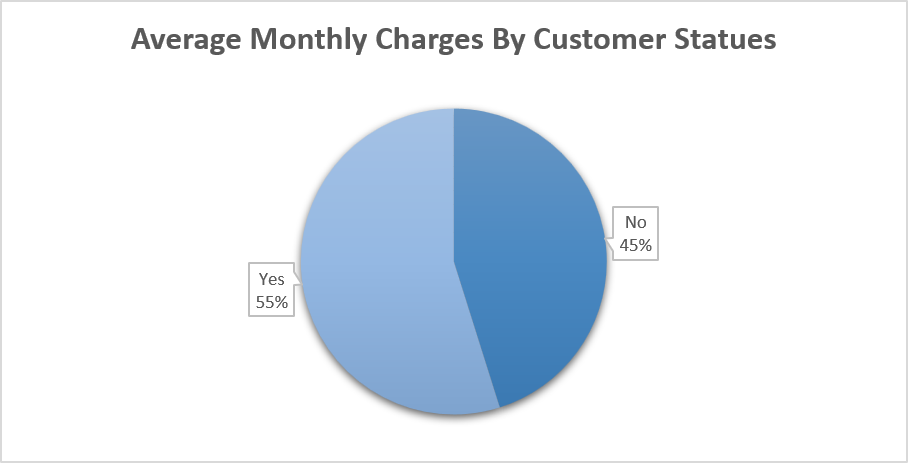 Average Monthly Charges By Customer Statues
No
45%
Yes
55%